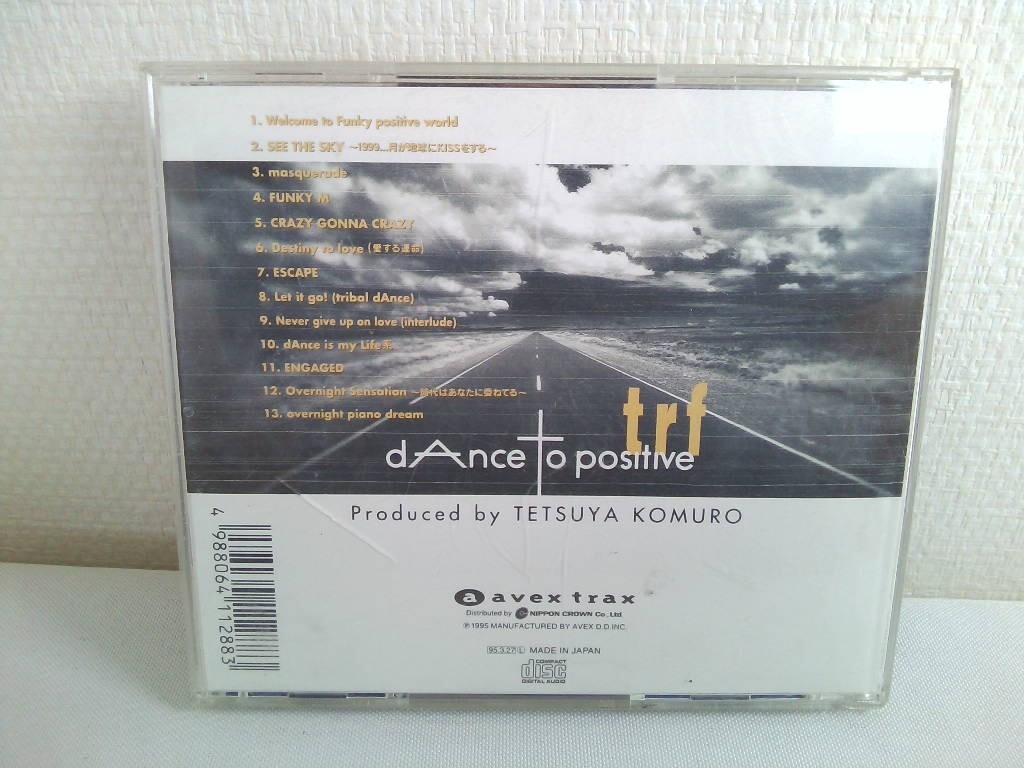 1. Welcome to Funky positive world
2. SEE THE SKY ～1999...月が地球にKISSをする～
3. masquerade
4. FUNKY M
5. CRAZY GONNA CRAZY
6. Destiny to love (愛する運命)
7. ESCAPE
8. Let it go! (tribal dAnce)
9. Never give up on love (interlude)
10. dAnce is my Life系
11. ENGAGED
12. Overnight Sensation ～時代はあなたに委ねてる～
13. overnight piano dream
trf
dAnce to positive
Produced by TETSUYA KOMURO
4 988064 112883
a avex trax
Distributed by NIPPON CROWN Co., Ltd.
℗ 1995 MANUFACTURED BY AVEX D.D.INC.
95.3.27 L MADE IN JAPAN
COMPACT
disc
DIGITAL AUDIO